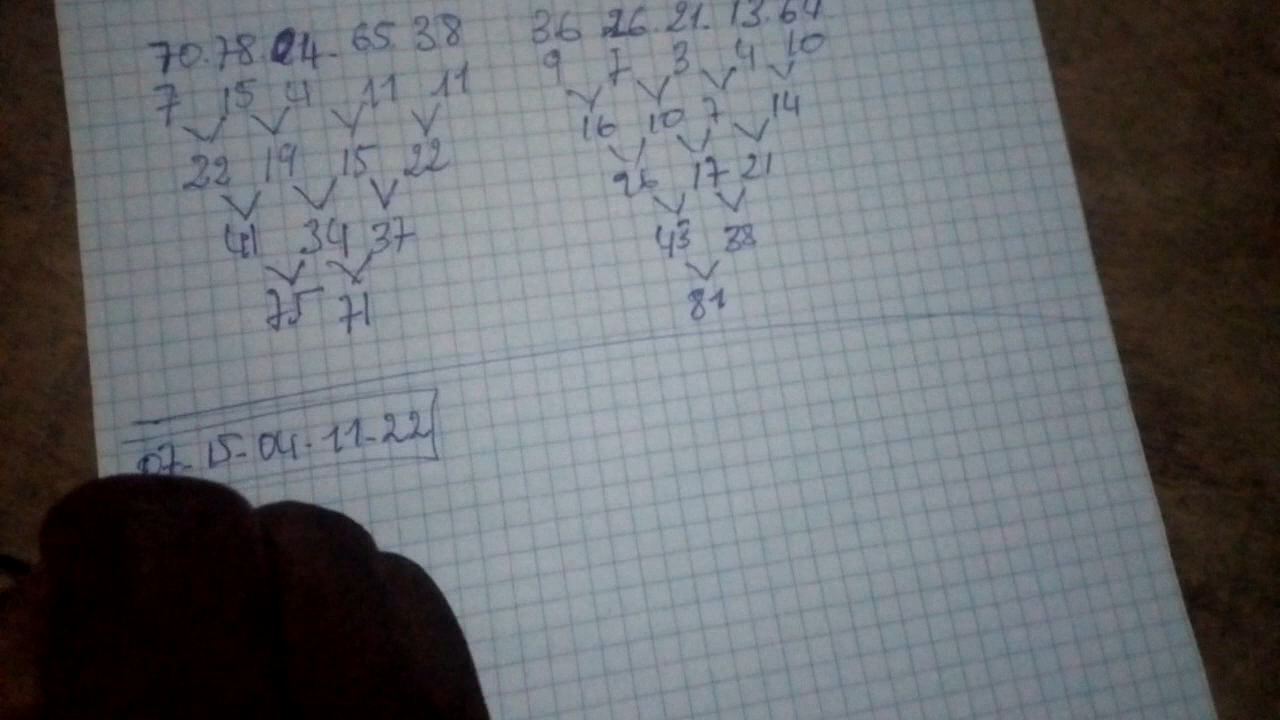 70.78.04-65 38
7 15 4 11 11
22 19 15 22
41 34 37
75 71
36 26.21.13.64
9 7 3 4 10
16 10 7 14
26 17 21
43 38
81
07-15-04-11-22